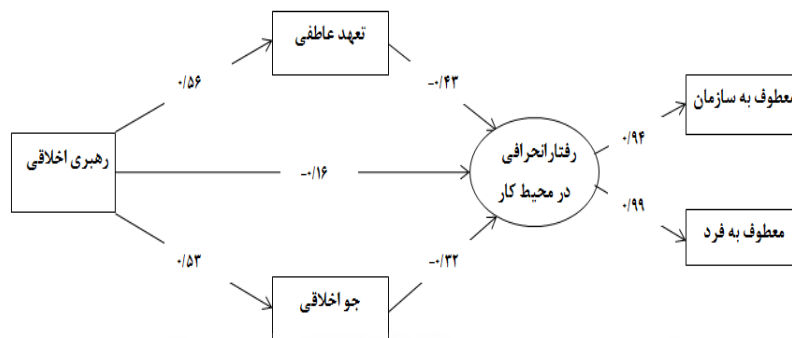 تعهد عاطفی
۰/۵۶
-۰/۴۳
معطوف به سازمان
۰/۹۴
رهبری اخلاقی
-۰/۱۶
رفتارانحرافی
در محیط کار
۰/۹۹
معطوف به فرد
۰/۵۳
-۰/۳۲
جو اخلاقی